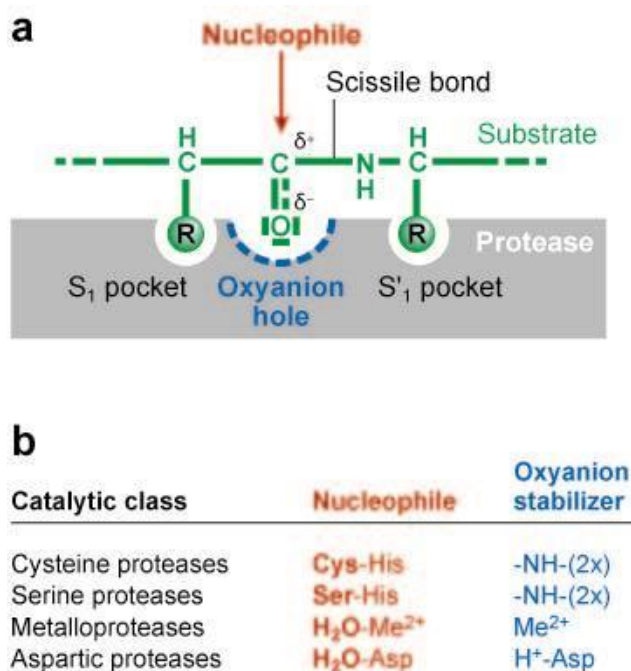 a
Nucleophile
Scissile bond
H H
C C δ+ N C Substrate
H
δ-
R O R Protease
S1 pocket Oxyanion hole S'1 pocket
b
Catalytic class Nucleophile Oxyanion stabilizer
Cysteine proteases Cys-His -NH-(2x)
Serine proteases Ser-His -NH-(2x)
Metalloproteases H2O-Me2+ Me2+
Aspartic proteases H2O-Asp H+-Asp